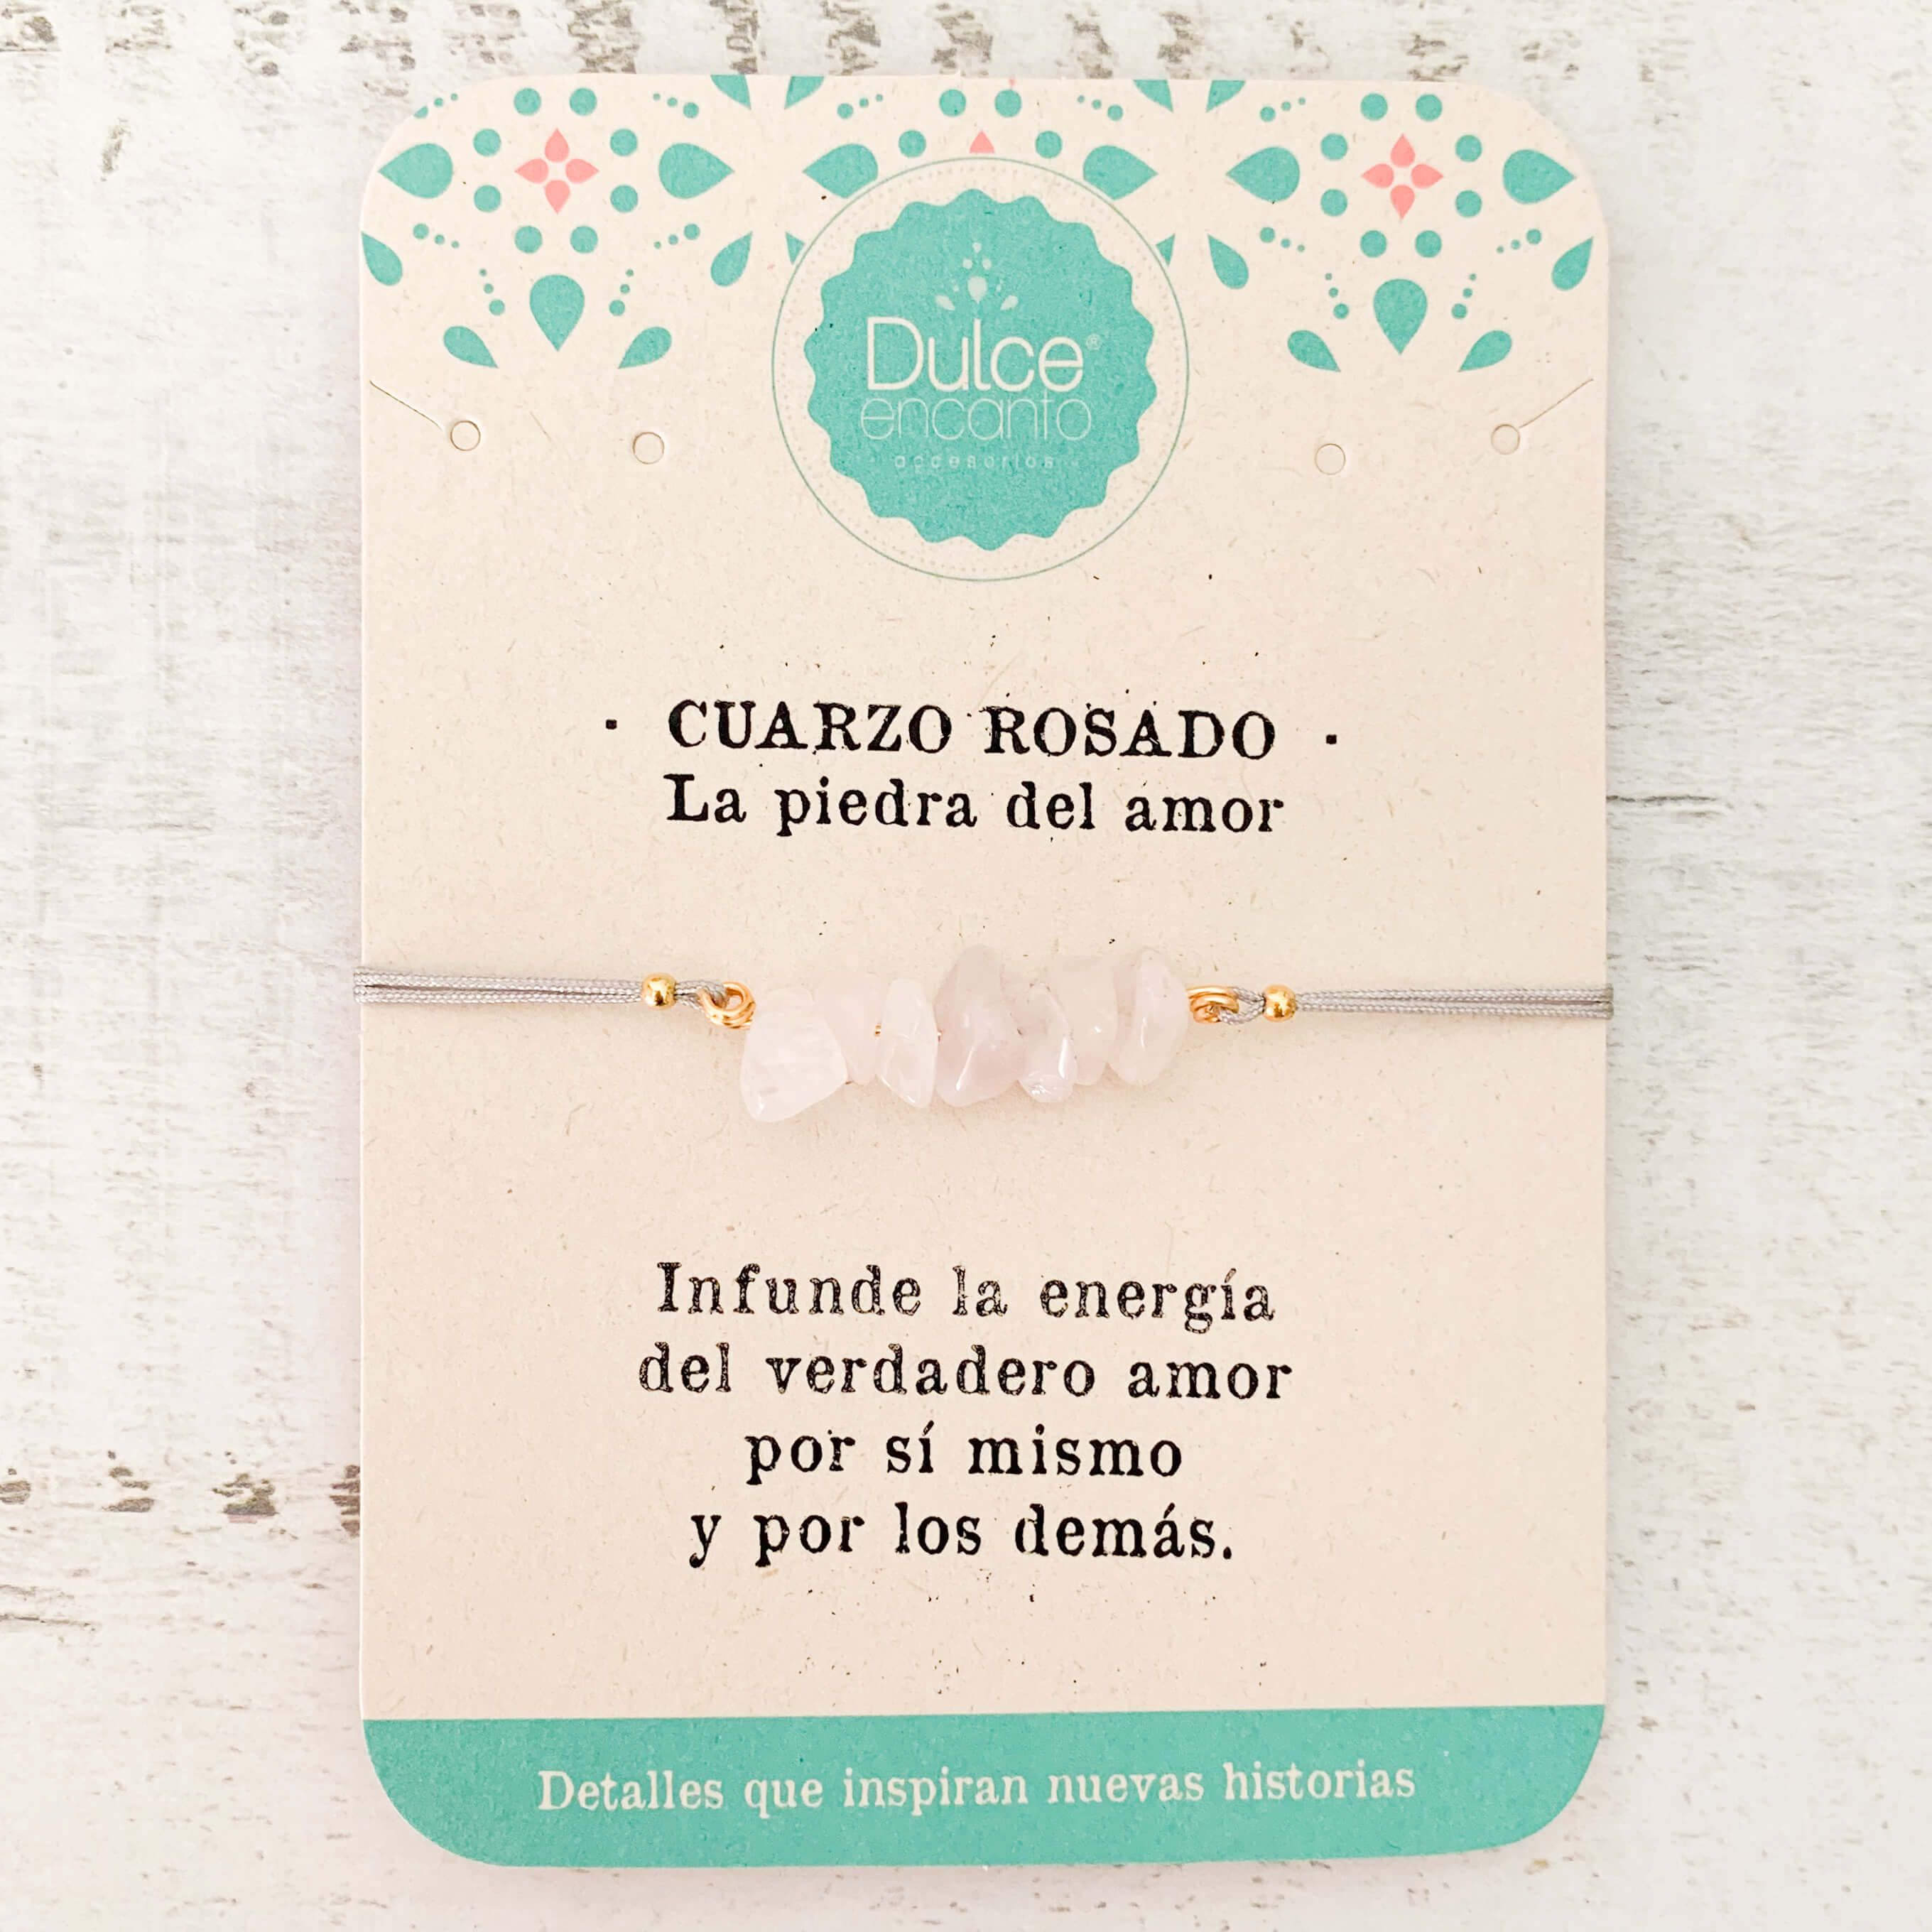 Dulce®
encanto
accesorios
· CUARZO ROSADO ·
La piedra del amor
Infunde la energía
del verdadero amor
por sí mismo
y por los demás.
Detalles que inspiran nuevas historias